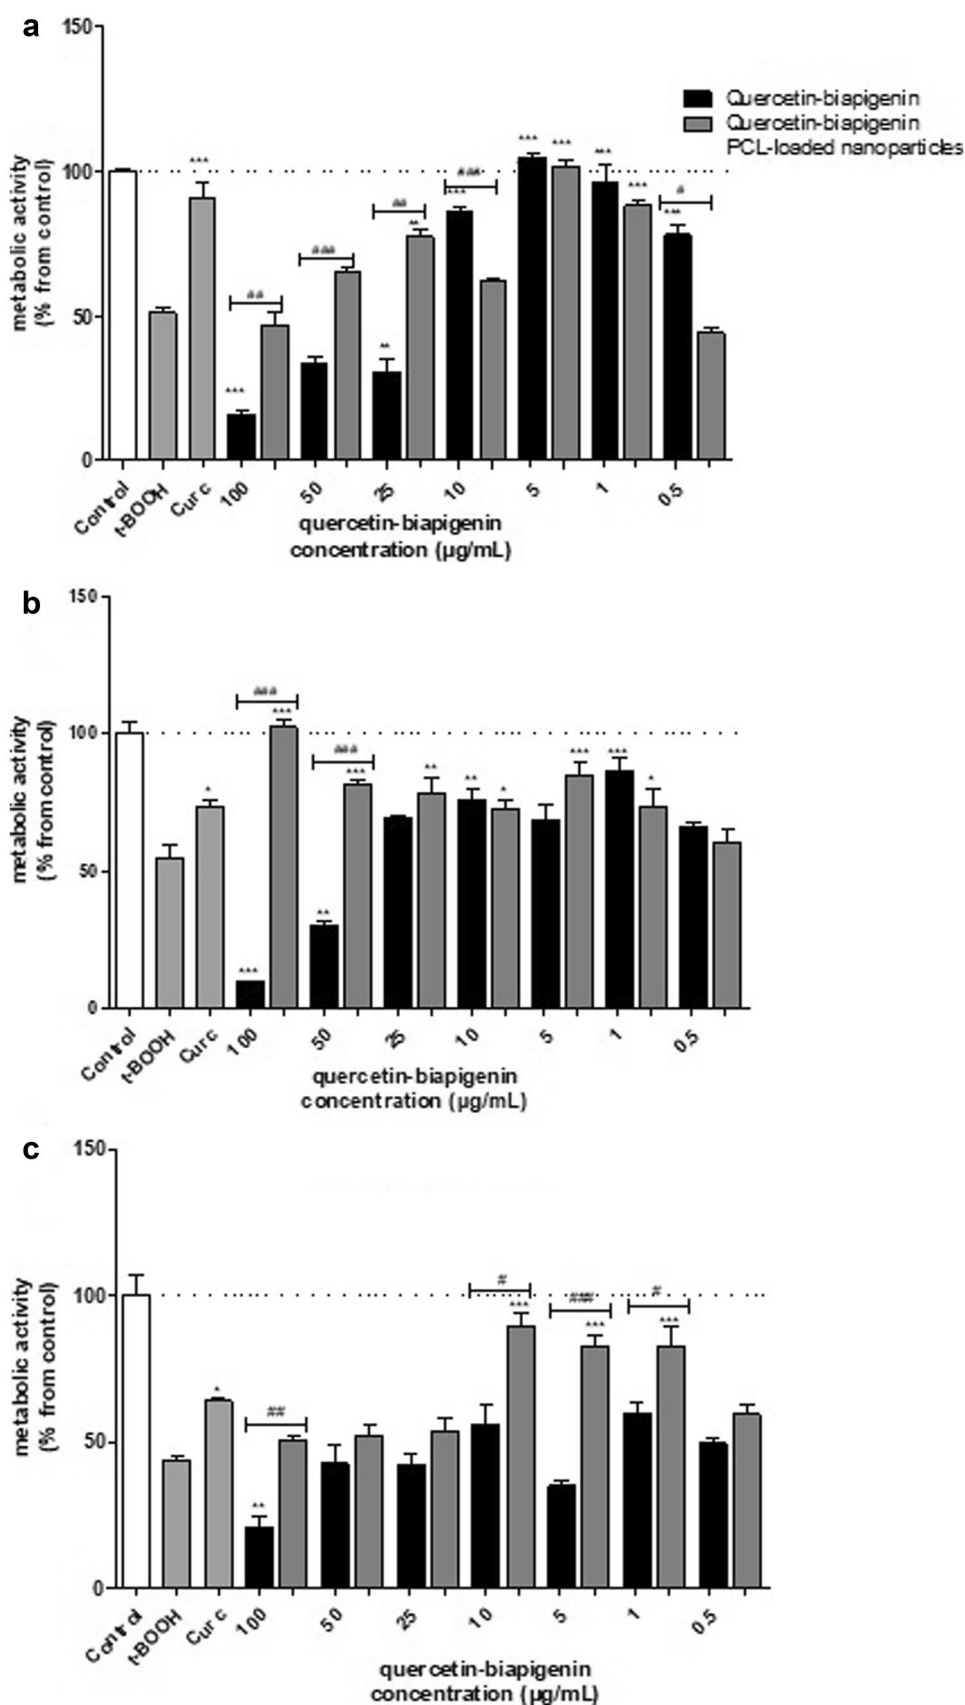 a
150
100
50
0
metabolic activity
(% from control)
Quercetin-biapigenin
Quercetin-biapigenin
PCL-loaded nanoparticles
***
##
***
###
##
**
**
###
***
***
***
***
***
#
***
Control
t-BOOH
Curc
100
50
25
10
5
1
0.5
quercetin-biapigenin
concentration (µg/mL)
b
150
100
50
0
metabolic activity
(% from control)
*
###
***
***
###
***
**
**
**
*
***
***
*
Control
t-BOOH
Curc
100
50
25
10
5
1
0.5
quercetin-biapigenin
concentration (µg/mL)
c
150
100
50
0
metabolic activity
(% from control)
*
##
**
#
***
###
***
#
***
Control
t-BOOH
Curc
100
50
25
10
5
1
0.5
quercetin-biapigenin
concentration (µg/mL)